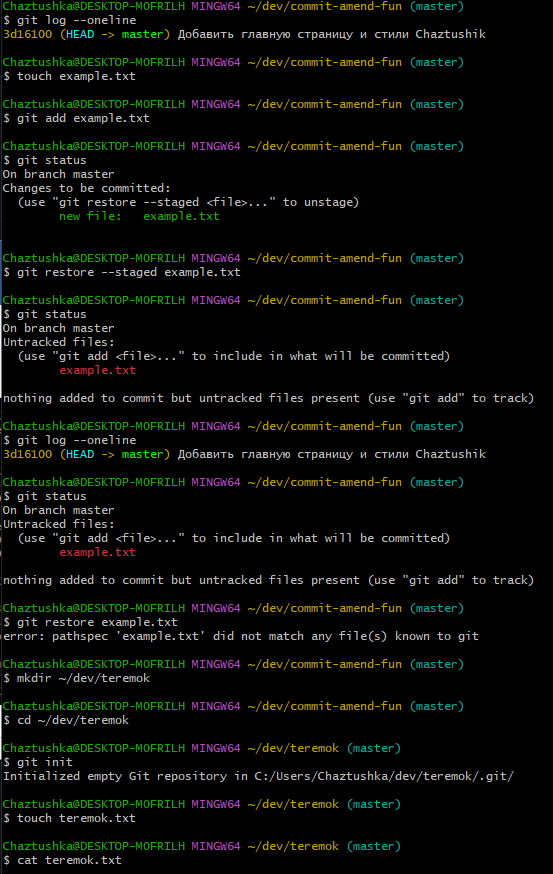 Chaztushka@DESKTOP-MOFRILH MINGW64 ~/dev/commit-amend-fun (master)
$ git log --oneline
3d16100 (HEAD -> master) Добавить главную страницу и стили Chaztushik
Chaztushka@DESKTOP-MOFRILH MINGW64 ~/dev/commit-amend-fun (master)
$ touch example.txt
Chaztushka@DESKTOP-MOFRILH MINGW64 ~/dev/commit-amend-fun (master)
$ git add example.txt
Chaztushka@DESKTOP-MOFRILH MINGW64 ~/dev/commit-amend-fun (master)
$ git status
On branch master
Changes to be committed:
  (use "git restore --staged <file>..." to unstage)
        new file:   example.txt
Chaztushka@DESKTOP-MOFRILH MINGW64 ~/dev/commit-amend-fun (master)
$ git restore --staged example.txt
Chaztushka@DESKTOP-MOFRILH MINGW64 ~/dev/commit-amend-fun (master)
$ git status
On branch master
Untracked files:
  (use "git add <file>..." to include in what will be committed)
        example.txt
nothing added to commit but untracked files present (use "git add" to track)
Chaztushka@DESKTOP-MOFRILH MINGW64 ~/dev/commit-amend-fun (master)
$ git log --oneline
3d16100 (HEAD -> master) Добавить главную страницу и стили Chaztushik
Chaztushka@DESKTOP-MOFRILH MINGW64 ~/dev/commit-amend-fun (master)
$ git status
On branch master
Untracked files:
  (use "git add <file>..." to include in what will be committed)
        example.txt
nothing added to commit but untracked files present (use "git add" to track)
Chaztushka@DESKTOP-MOFRILH MINGW64 ~/dev/commit-amend-fun (master)
$ git restore example.txt
error: pathspec 'example.txt' did not match any file(s) known to git
Chaztushka@DESKTOP-MOFRILH MINGW64 ~/dev/commit-amend-fun (master)
$ mkdir ~/dev/teremok
Chaztushka@DESKTOP-MOFRILH MINGW64 ~/dev/commit-amend-fun (master)
$ cd ~/dev/teremok
Chaztushka@DESKTOP-MOFRILH MINGW64 ~/dev/teremok (master)
$ git init
Initialized empty Git repository in C:/Users/Chaztushka/dev/teremok/.git/
Chaztushka@DESKTOP-MOFRILH MINGW64 ~/dev/teremok (master)
$ touch teremok.txt
Chaztushka@DESKTOP-MOFRILH MINGW64 ~/dev/teremok (master)
$ cat teremok.txt